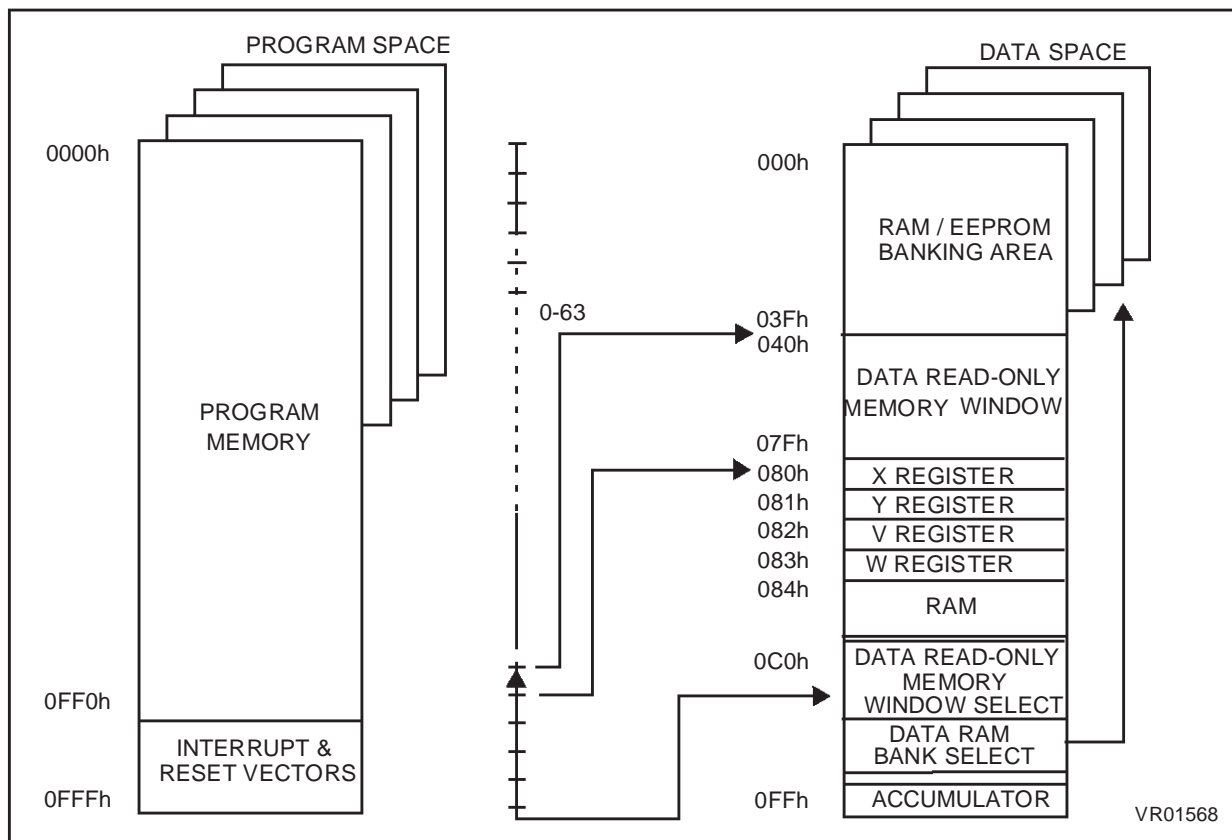 PROGRAM SPACE
0000h
PROGRAM
MEMORY
0FF0h
INTERRUPT &
RESET VECTORS
0FFFh
0-63
DATA SPACE
000h
RAM / EEPROM
BANKING AREA
03Fh
040h
DATA READ-ONLY
MEMORY WINDOW
07Fh
080h
X REGISTER
081h
Y REGISTER
082h
V REGISTER
083h
W REGISTER
084h
RAM
0C0h
DATA READ-ONLY
MEMORY
WINDOW SELECT
DATA RAM
BANK SELECT
0FFh
ACCUMULATOR
VR01568